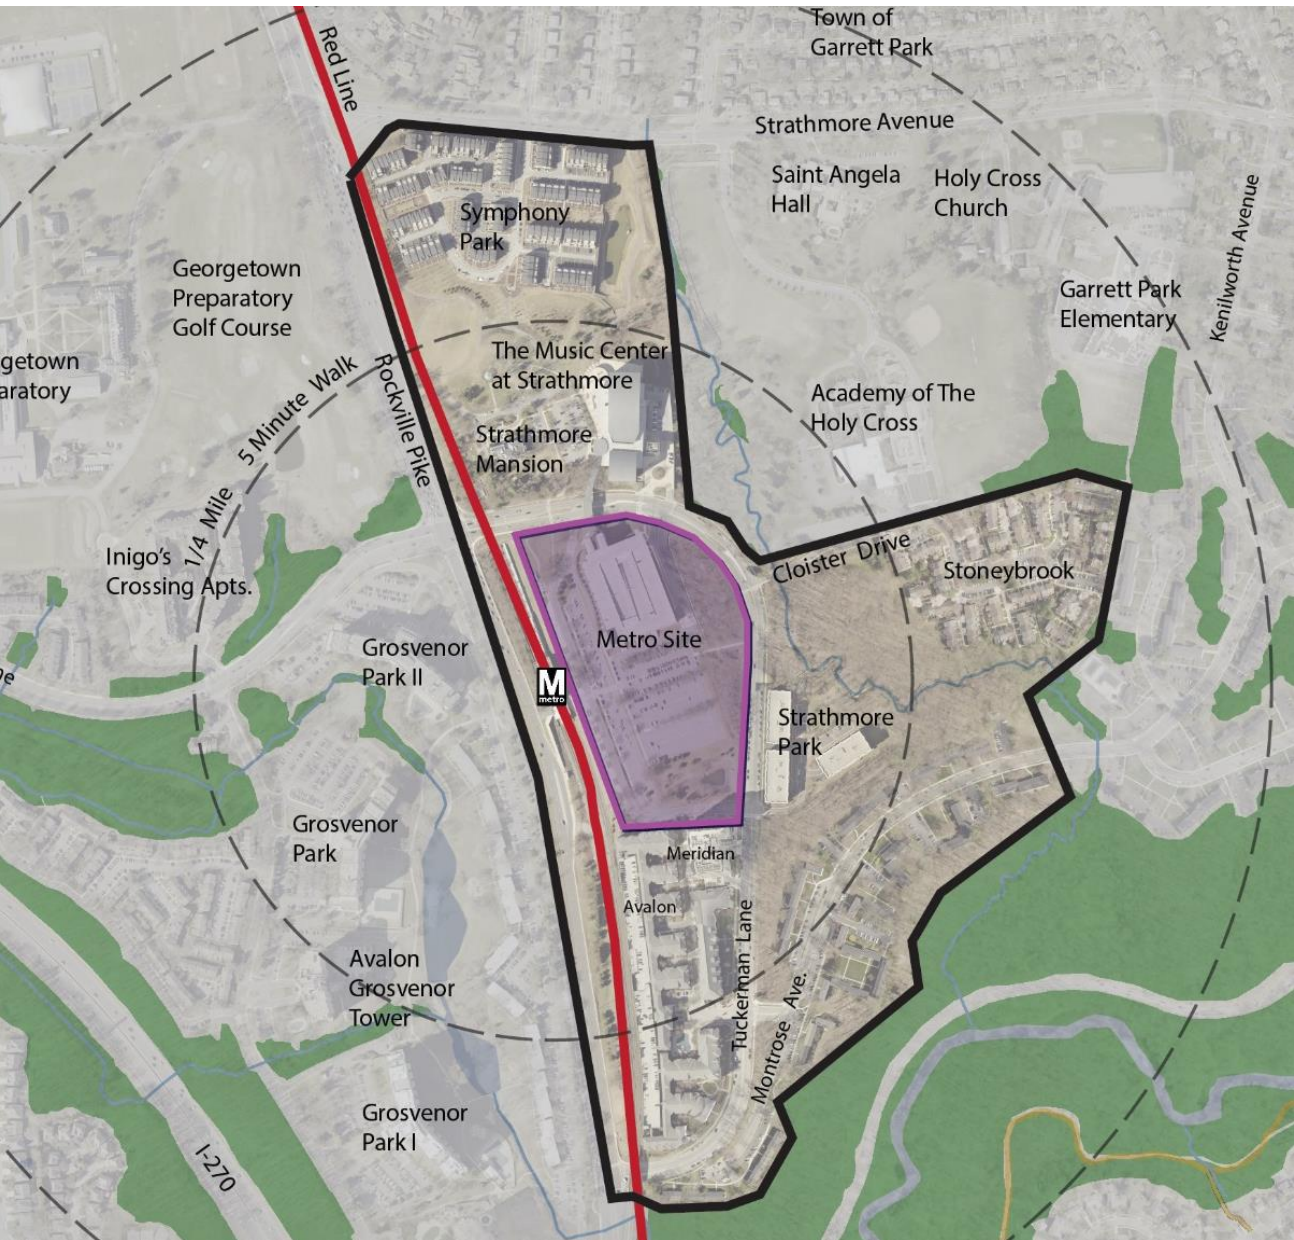 Town of
Garrett Park
Red Line
Strathmore Avenue
Saint Angela
Hall
Holy Cross
Church
Kenilworth Avenue
Symphony
Park
Georgetown
Preparatory
Golf Course
Garrett Park
Elementary
getown
aratory
The Music Center
at Strathmore
5 Minute Walk
1/4 Mile
Rockville Pike
Academy of The
Holy Cross
Strathmore
Mansion
Inigo's
Crossing Apts.
Cloister Drive
Stoneybrook
Metro Site
Grosvenor
Park II
M
metro
Strathmore
Park
Grosvenor
Park
Meridian
Avalon
Tuckerman Lane
Avalon
Grosvenor
Tower
Montrose Ave.
Grosvenor
Park I
I-270